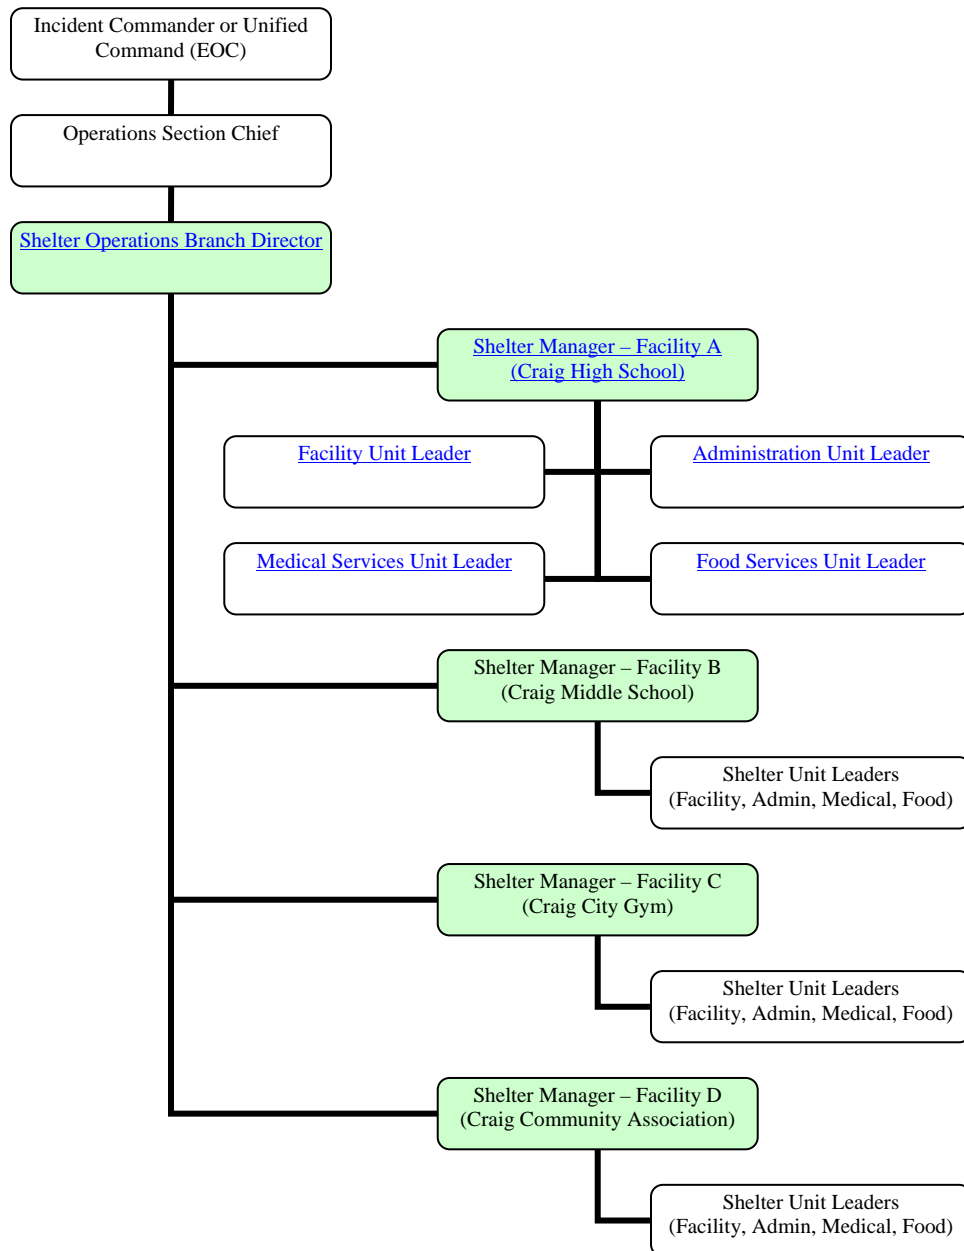 Incident Commander or Unified
Command (EOC)
Operations Section Chief
Shelter Operations Branch Director
Shelter Manager – Facility A
(Craig High School)
Facility Unit Leader
Administration Unit Leader
Medical Services Unit Leader
Food Services Unit Leader
Shelter Manager – Facility B
(Craig Middle School)
Shelter Unit Leaders
(Facility, Admin, Medical, Food)
Shelter Manager – Facility C
(Craig City Gym)
Shelter Unit Leaders
(Facility, Admin, Medical, Food)
Shelter Manager – Facility D
(Craig Community Association)
Shelter Unit Leaders
(Facility, Admin, Medical, Food)